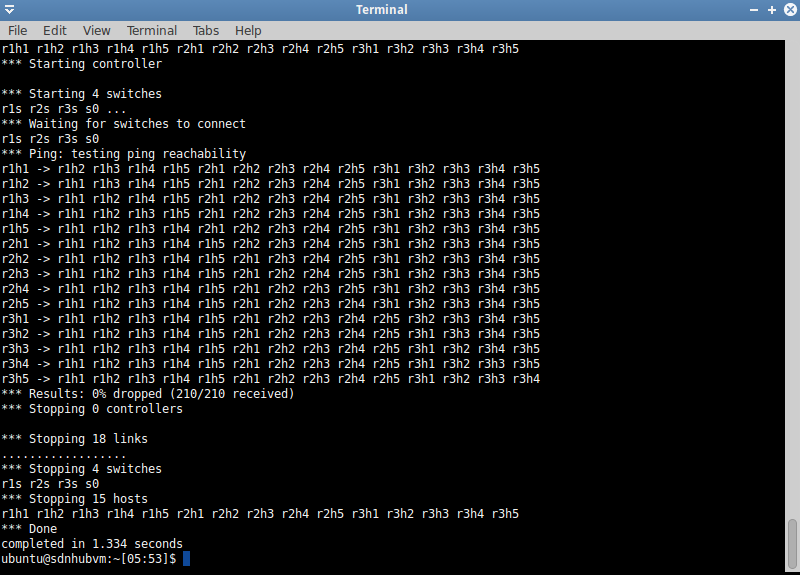 Terminal
File Edit View Terminal Tabs Help
r1h1 r1h2 r1h3 r1h4 r1h5 r2h1 r2h2 r2h3 r2h4 r2h5 r3h1 r3h2 r3h3 r3h4 r3h5
*** Starting controller

*** Starting 4 switches
r1s r2s r3s s0 ...
*** Waiting for switches to connect
r1s r2s r3s s0
*** Ping: testing ping reachability
r1h1 -> r1h2 r1h3 r1h4 r1h5 r2h1 r2h2 r2h3 r2h4 r2h5 r3h1 r3h2 r3h3 r3h4 r3h5
r1h2 -> r1h1 r1h3 r1h4 r1h5 r2h1 r2h2 r2h3 r2h4 r2h5 r3h1 r3h2 r3h3 r3h4 r3h5
r1h3 -> r1h1 r1h2 r1h4 r1h5 r2h1 r2h2 r2h3 r2h4 r2h5 r3h1 r3h2 r3h3 r3h4 r3h5
r1h4 -> r1h1 r1h2 r1h3 r1h5 r2h1 r2h2 r2h3 r2h4 r2h5 r3h1 r3h2 r3h3 r3h4 r3h5
r1h5 -> r1h1 r1h2 r1h3 r1h4 r2h1 r2h2 r2h3 r2h4 r2h5 r3h1 r3h2 r3h3 r3h4 r3h5
r2h1 -> r1h1 r1h2 r1h3 r1h4 r1h5 r2h2 r2h3 r2h4 r2h5 r3h1 r3h2 r3h3 r3h4 r3h5
r2h2 -> r1h1 r1h2 r1h3 r1h4 r1h5 r2h1 r2h3 r2h4 r2h5 r3h1 r3h2 r3h3 r3h4 r3h5
r2h3 -> r1h1 r1h2 r1h3 r1h4 r1h5 r2h1 r2h2 r2h4 r2h5 r3h1 r3h2 r3h3 r3h4 r3h5
r2h4 -> r1h1 r1h2 r1h3 r1h4 r1h5 r2h1 r2h2 r2h3 r2h5 r3h1 r3h2 r3h3 r3h4 r3h5
r2h5 -> r1h1 r1h2 r1h3 r1h4 r1h5 r2h1 r2h2 r2h3 r2h4 r3h1 r3h2 r3h3 r3h4 r3h5
r3h1 -> r1h1 r1h2 r1h3 r1h4 r1h5 r2h1 r2h2 r2h3 r2h4 r2h5 r3h2 r3h3 r3h4 r3h5
r3h2 -> r1h1 r1h2 r1h3 r1h4 r1h5 r2h1 r2h2 r2h3 r2h4 r2h5 r3h1 r3h3 r3h4 r3h5
r3h3 -> r1h1 r1h2 r1h3 r1h4 r1h5 r2h1 r2h2 r2h3 r2h4 r2h5 r3h1 r3h2 r3h4 r3h5
r3h4 -> r1h1 r1h2 r1h3 r1h4 r1h5 r2h1 r2h2 r2h3 r2h4 r2h5 r3h1 r3h2 r3h3 r3h5
r3h5 -> r1h1 r1h2 r1h3 r1h4 r1h5 r2h1 r2h2 r2h3 r2h4 r2h5 r3h1 r3h2 r3h3 r3h4
*** Results: 0% dropped (210/210 received)
*** Stopping 0 controllers

*** Stopping 18 links
..................
*** Stopping 4 switches
r1s r2s r3s s0
*** Stopping 15 hosts
r1h1 r1h2 r1h3 r1h4 r1h5 r2h1 r2h2 r2h3 r2h4 r2h5 r3h1 r3h2 r3h3 r3h4 r3h5
*** Done
completed in 1.334 seconds
ubuntu@sdnhubvm:~[05:53]$